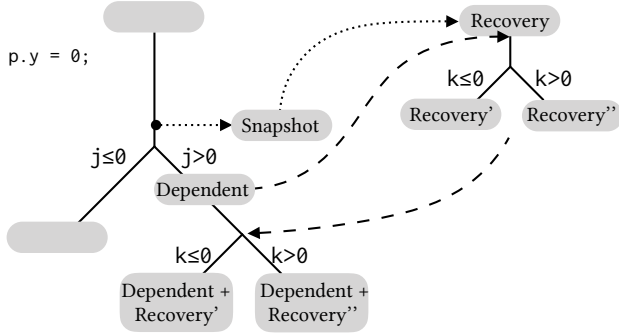 Recovery
p.y = 0;
k≤0
k>0
Recovery'
Recovery''
Snapshot
j≤0
j>0
Dependent
k≤0
k>0
Dependent +
Recovery'
Dependent +
Recovery''